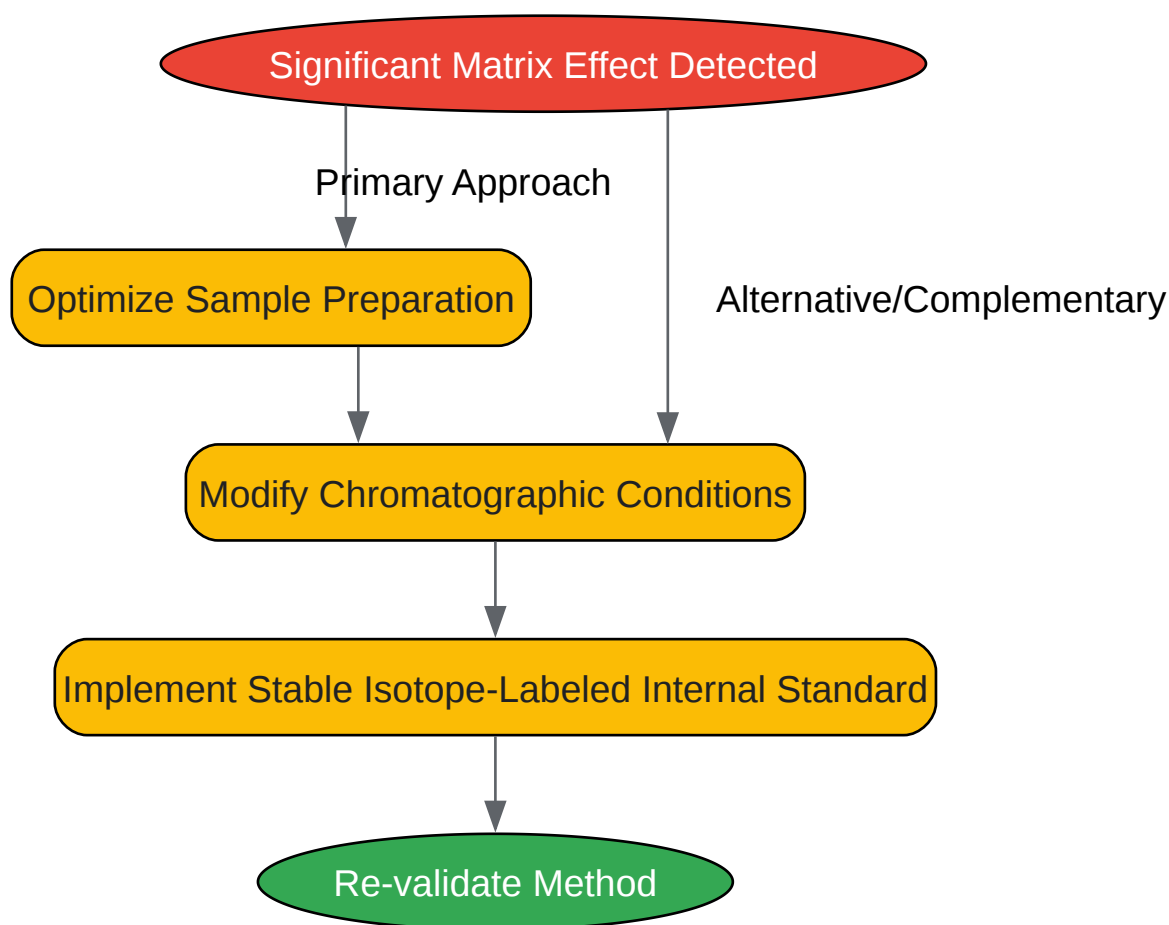 Significant Matrix Effect Detected
Primary Approach
Optimize Sample Preparation
Alternative/Complementary
Modify Chromatographic Conditions
Implement Stable Isotope-Labeled Internal Standard
Re-validate Method